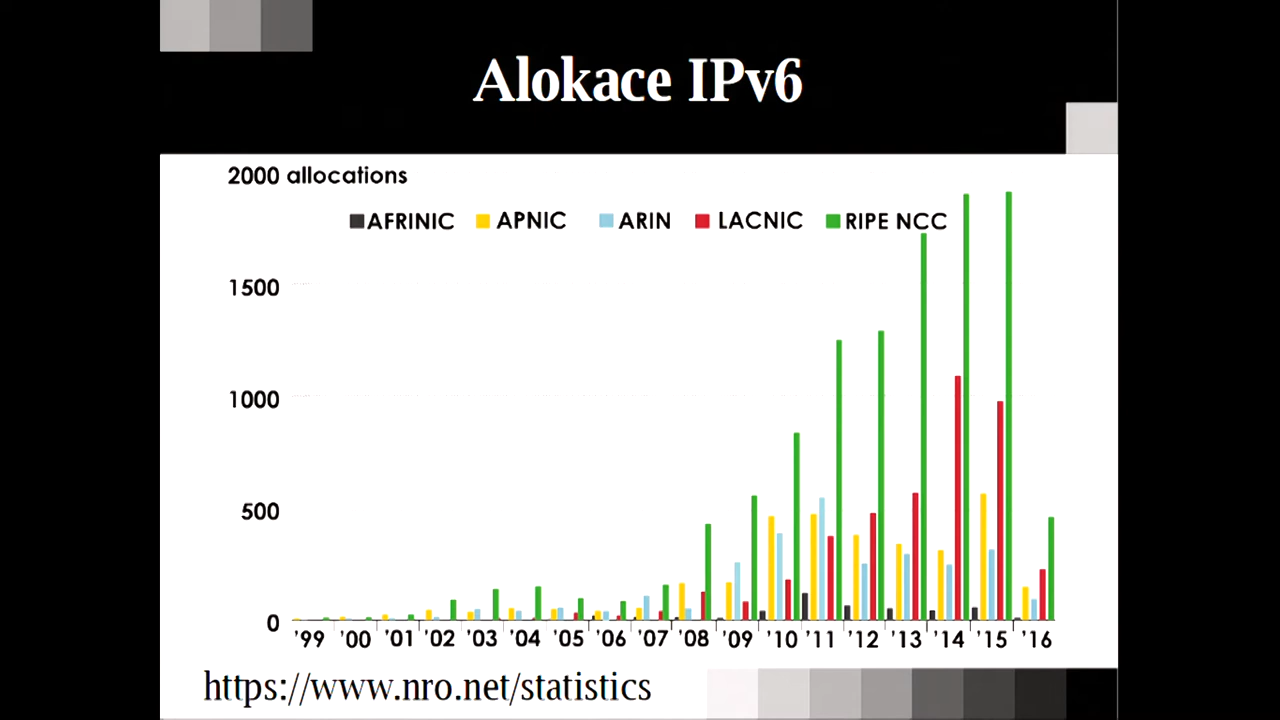 Alokace IPv6
2000 allocations
AFRINIC APNIC ARIN LACNIC RIPE NCC
1500
1000
500
0
'99 '00 '01 '02 '03 '04 '05 '06 '07 '08 '09 '10 '11 '12 '13 '14 '15 '16
https://www.nro.net/statistics